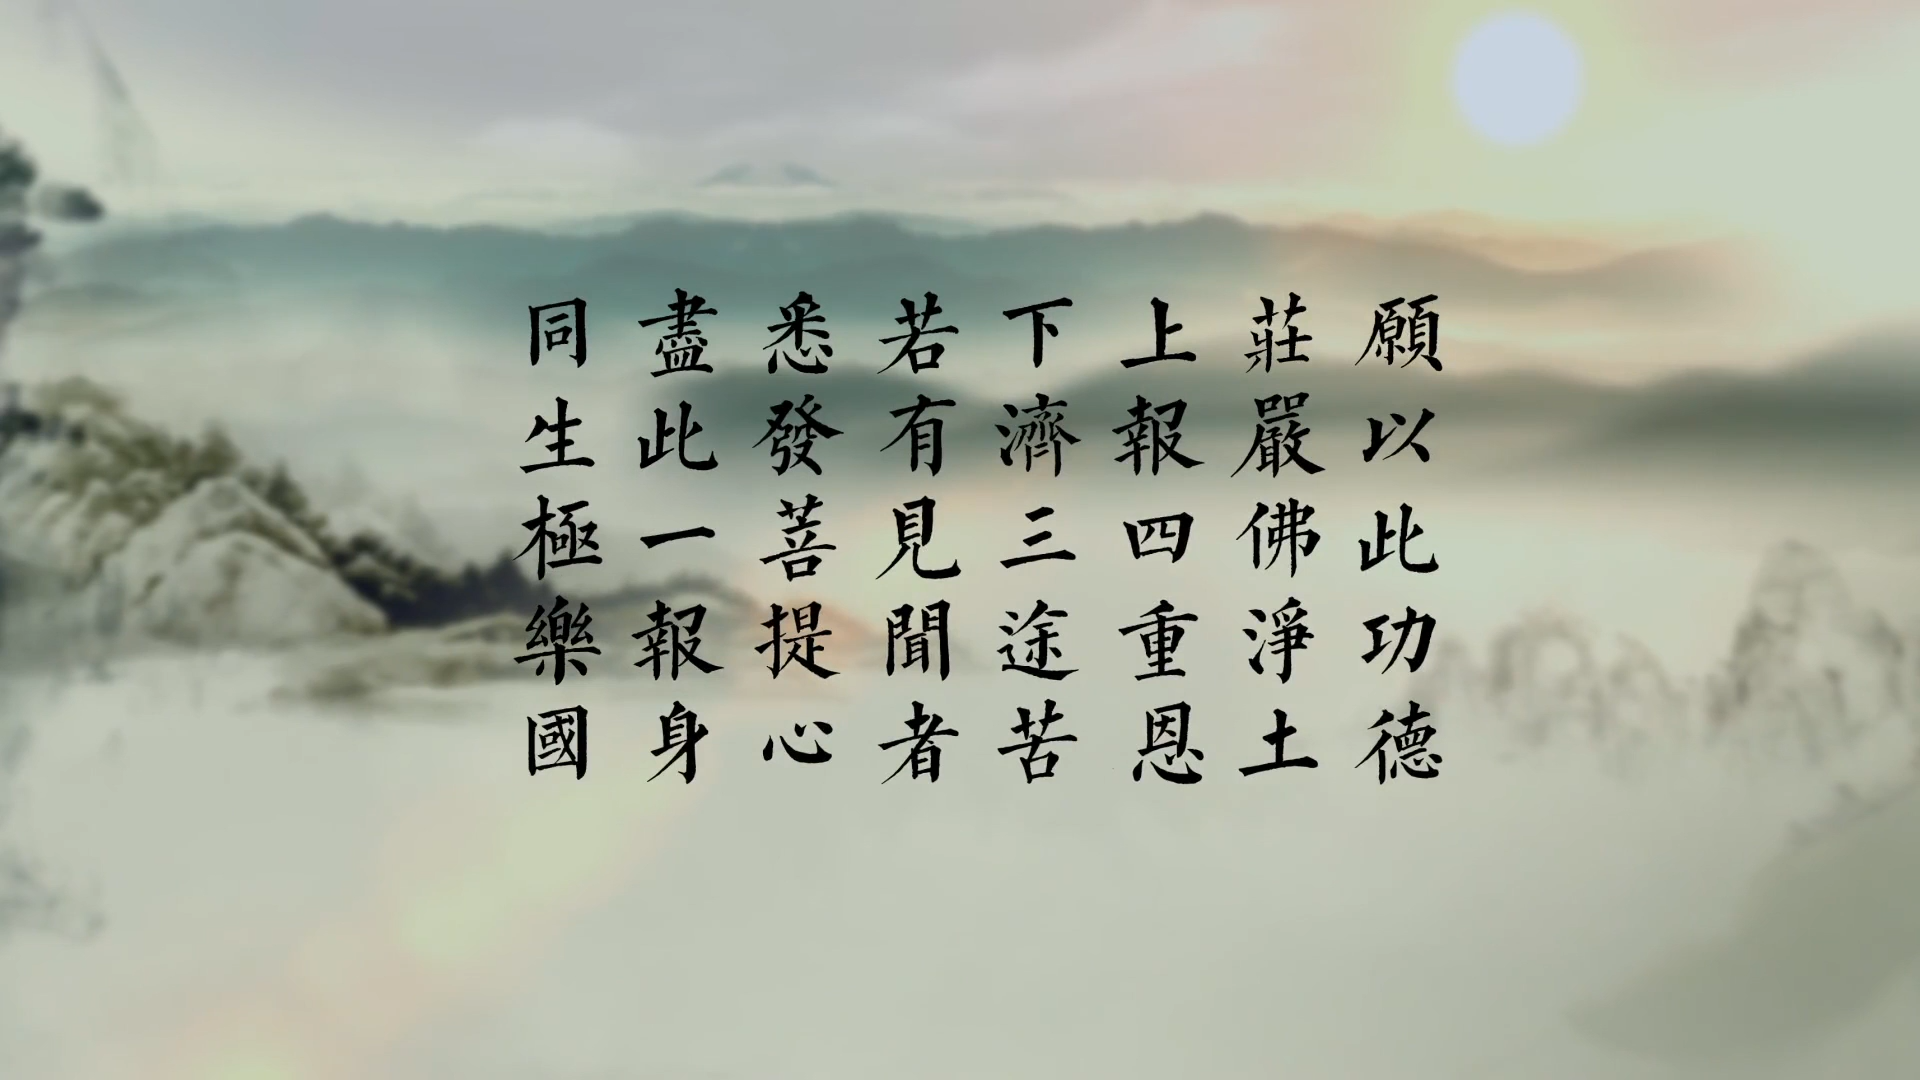 願以此功德
莊嚴佛淨土
上報四重恩
下濟三途苦
若有見聞者
悉發菩提心
盡此一報身
同生極樂國